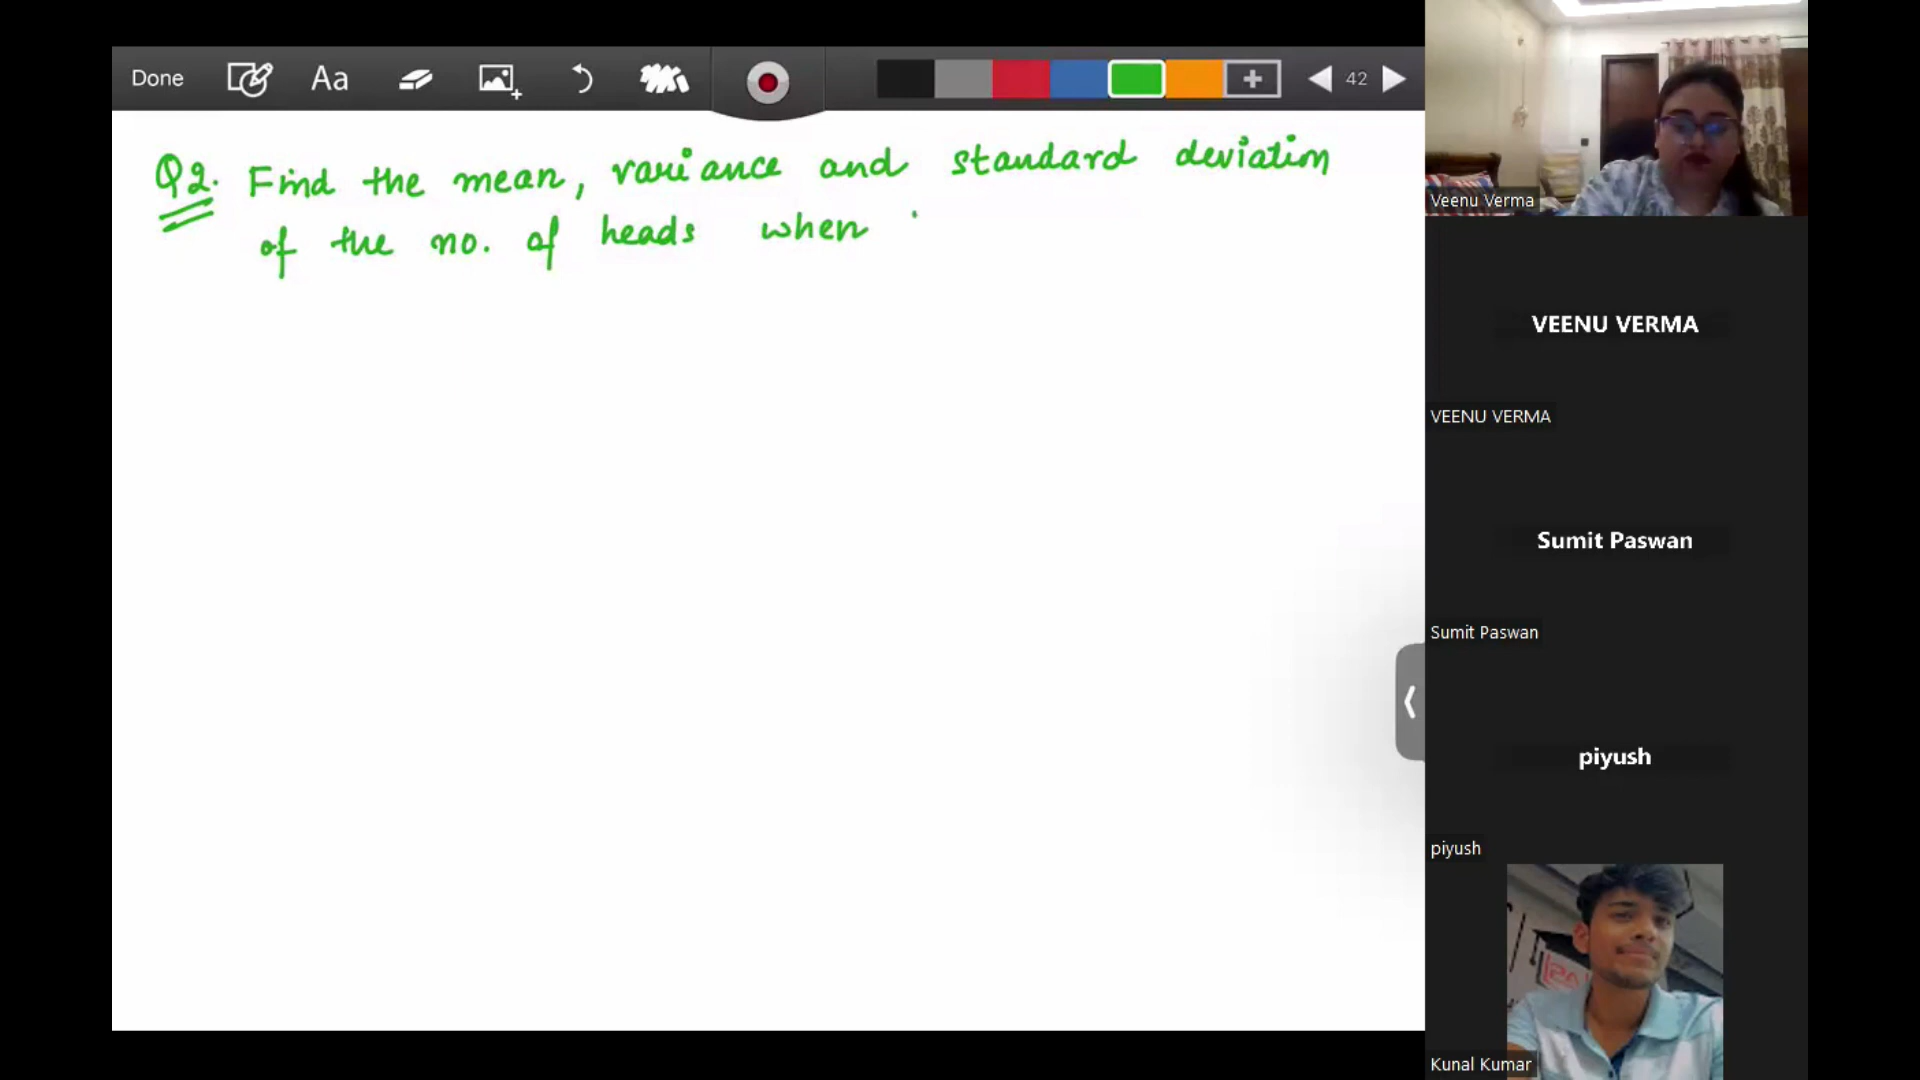 Done
Aa
42
Q2. Find the mean, variance and standard deviation
of the no. of heads when
Veenu Verma
VEENU VERMA
VEENU VERMA
Sumit Paswan
Sumit Paswan
piyush
piyush
Kunal Kumar